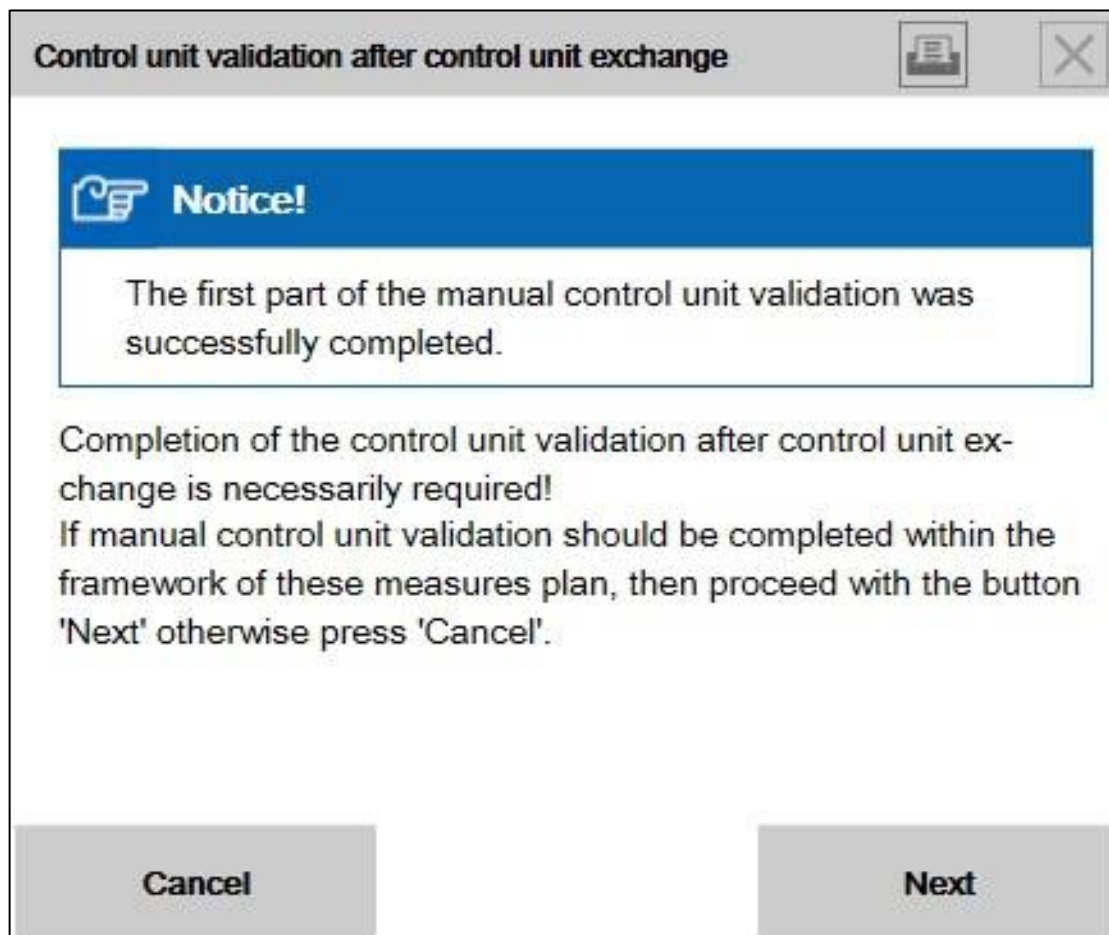 Control unit validation after control unit exchange
Notice!
The first part of the manual control unit validation was
successfully completed.
Completion of the control unit validation after control unit ex-
change is necessarily required!
If manual control unit validation should be completed within the
framework of these measures plan, then proceed with the button
'Next' otherwise press 'Cancel'.
Cancel
Next